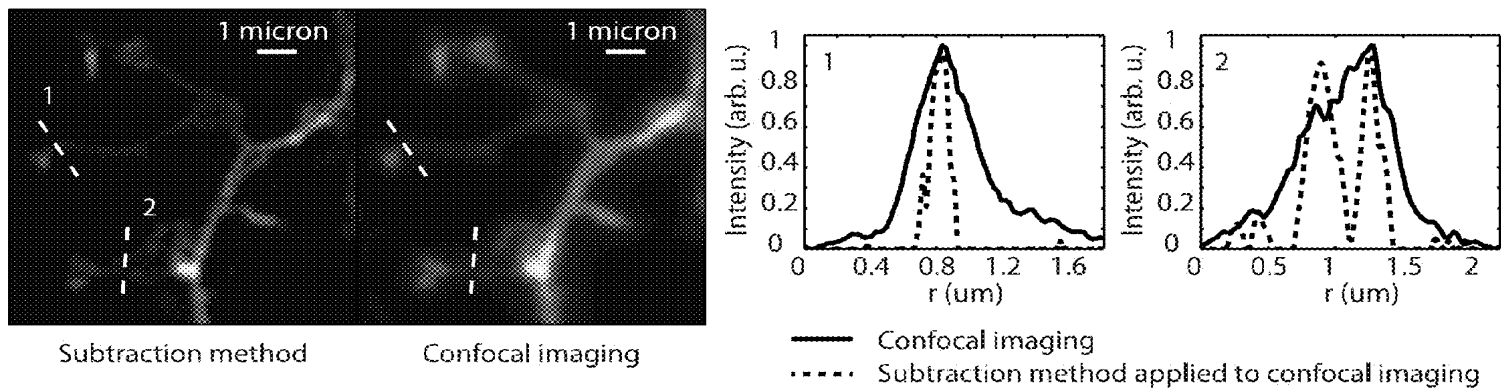 1 micron
1 micron
1
2
Subtraction method
Confocal imaging
1
Intensity (arb. u.)
1
0.8
0.6
0.4
0.2
0
0 0.4 0.8 1.2 1.6
r (um)
2
Intensity (arb. u.)
1
0.8
0.6
0.4
0.2
0
0 0.5 1 1.5 2
r (um)
Confocal imaging
Subtraction method applied to confocal imaging